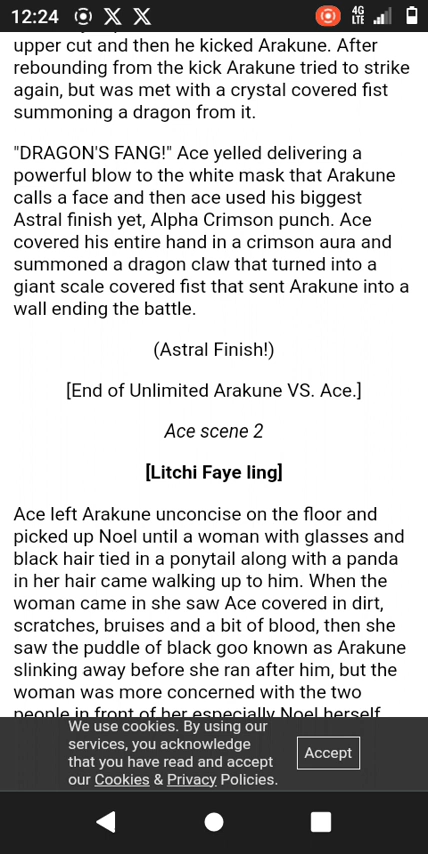 12:24
4G
LTE
upper cut and then he kicked Arakune. After
rebounding from the kick Arakune tried to strike
again, but was met with a crystal covered fist
summoning a dragon from it.
"DRAGON'S FANG!" Ace yelled delivering a
powerful blow to the white mask that Arakune
calls a face and then ace used his biggest
Astral finish yet, Alpha Crimson punch. Ace
covered his entire hand in a crimson aura and
summoned a dragon claw that turned into a
giant scale covered fist that sent Arakune into a
wall ending the battle.
(Astral Finish!)
[End of Unlimited Arakune VS. Ace.]
Ace scene 2
[Litchi Faye ling]
Ace left Arakune unconcise on the floor and
picked up Noel until a woman with glasses and
black hair tied in a ponytail along with a panda
in her hair came walking up to him. When the
woman came in she saw Ace covered in dirt,
scratches, bruises and a bit of blood, then she
saw the puddle of black goo known as Arakune
slinking away before she ran after him, but the
woman was more concerned with the two
people in front of her especially Noel herself
We use cookies. By using our
services, you acknowledge
that you have read and accept
our Cookies & Privacy Policies.
Accept